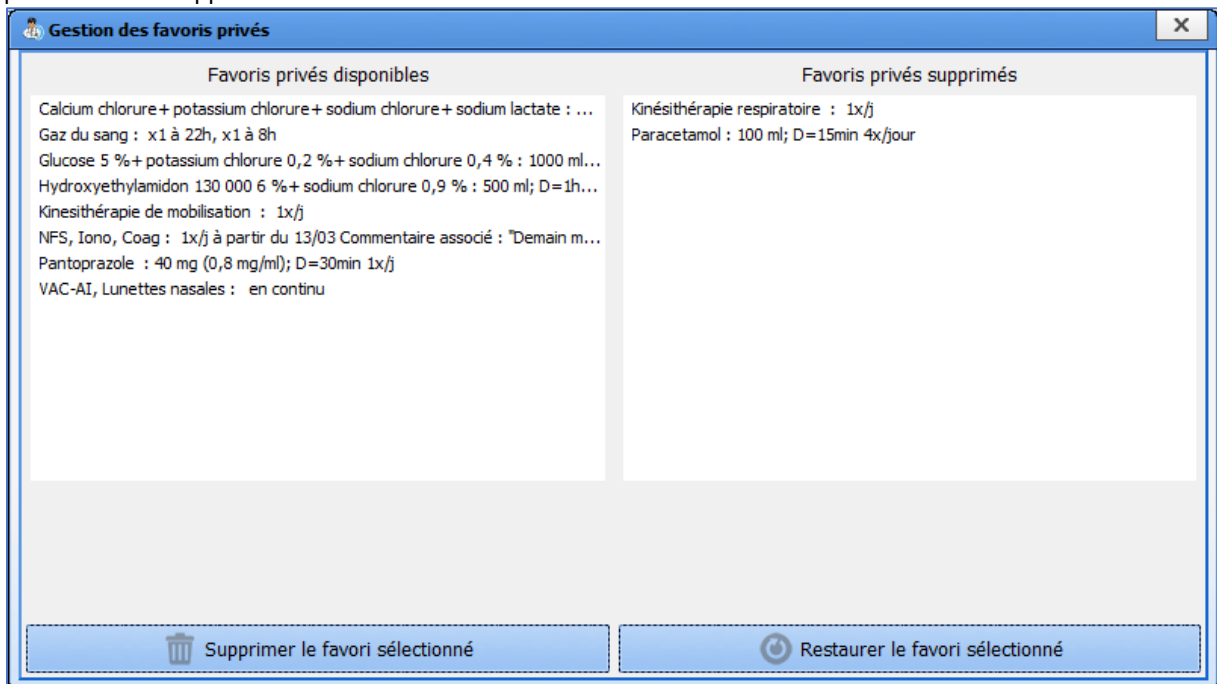 Gestion des favoris privés
Favoris privés disponibles
Calcium chlorure+ potassium chlorure+ sodium chlorure+ sodium lactate : ...
Gaz du sang : x1 à 22h, x1 à 8h
Glucose 5 %+ potassium chlorure 0,2 %+ sodium chlorure 0,4 % : 1000 ml...
Hydroxyethylamidon 130 000 6 %+ sodium chlorure 0,9 % : 500 ml; D=1h...
Kinesithérapie de mobilisation : 1x/j
NFS, Iono, Coag : 1x/j à partir du 13/03 Commentaire associé : "Demain m...
Pantoprazole : 40 mg (0,8 mg/ml); D=30min 1x/j
VAC-AI, Lunettes nasales : en continu
Favoris privés supprimés
Kinésithérapie respiratoire : 1x/j
Paracetamol : 100 ml; D=15min 4x/jour
Supprimer le favori sélectionné
Restaurer le favori sélectionné